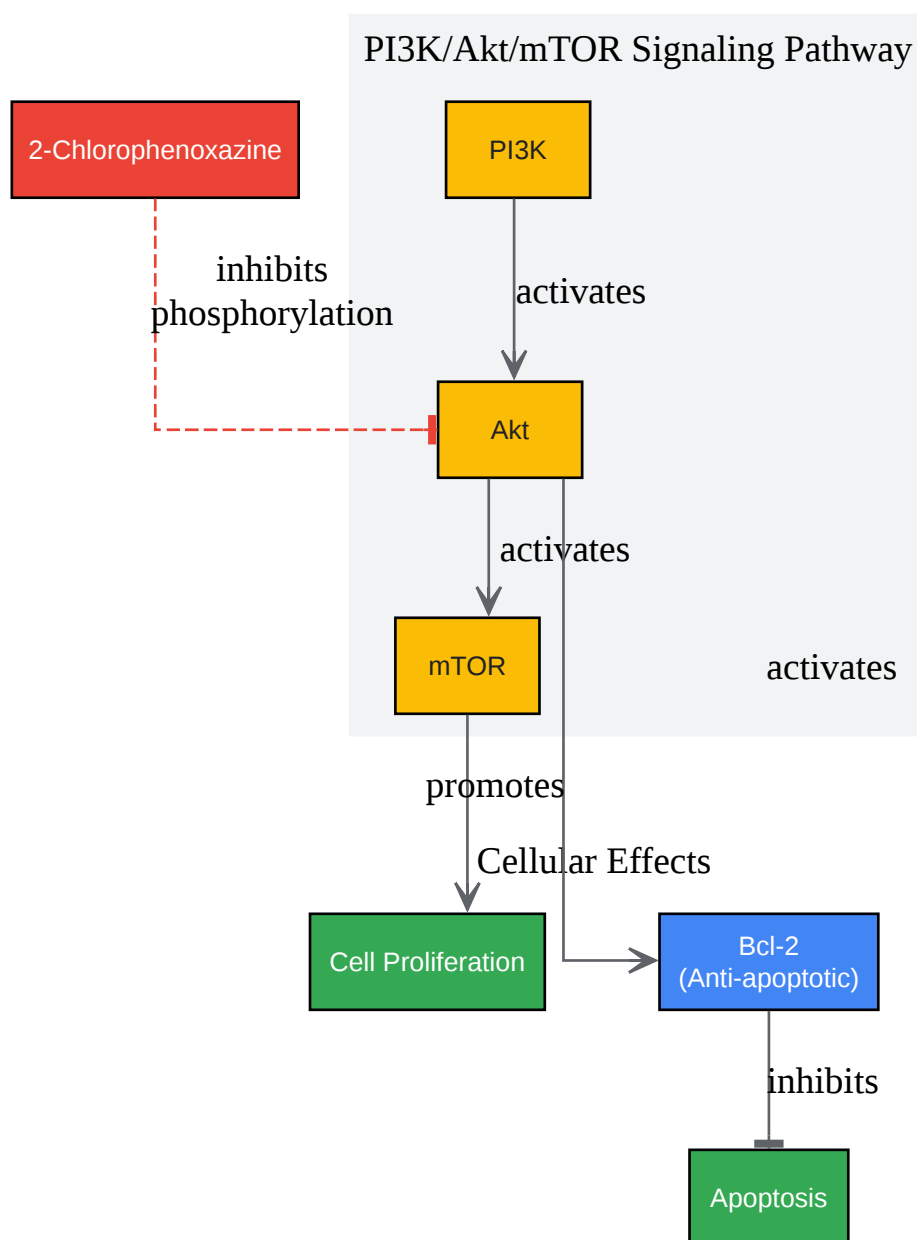 PI3K/Akt/mTOR Signaling Pathway
2-Chlorophenoxazine
PI3K
inhibits
phosphorylation
activates
Akt
activates
mTOR
activates
promotes
Cellular Effects
Cell Proliferation
Bcl-2
(Anti-apoptotic)
inhibits
Apoptosis